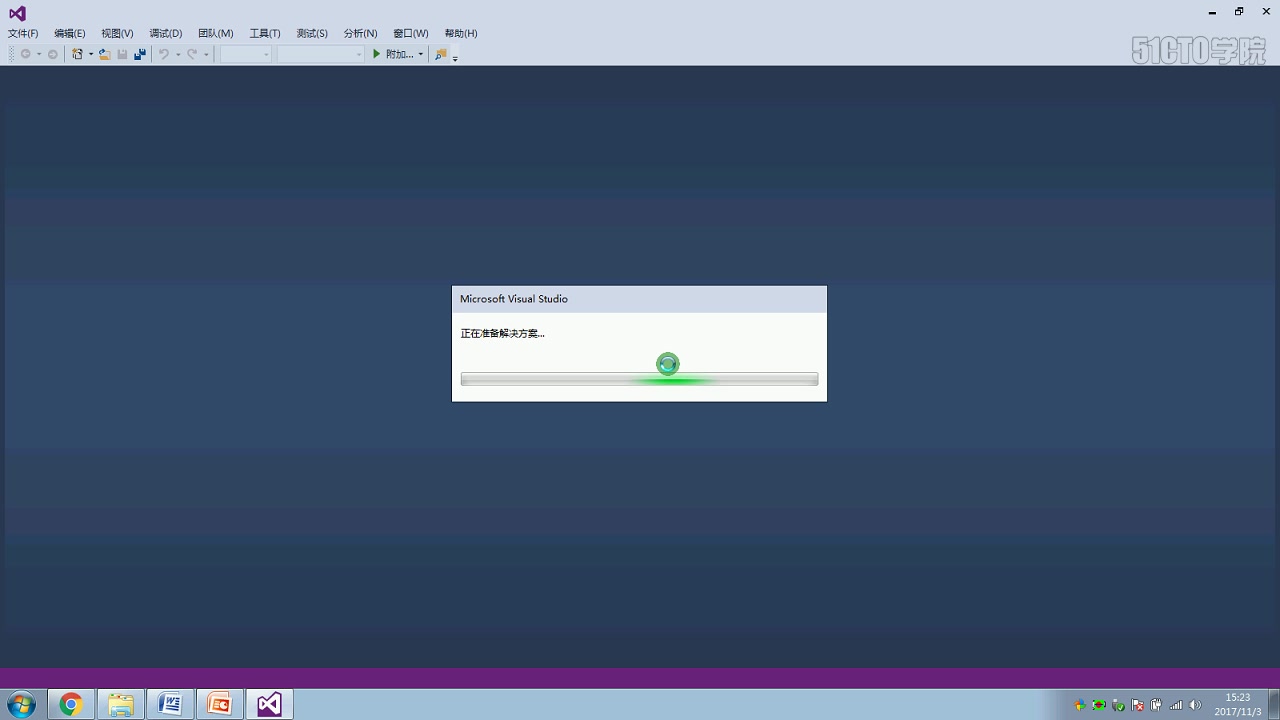 文件(F) 编辑(E) 视图(V) 调试(D) 团队(M) 工具(T) 测试(S) 分析(N) 窗口(W) 帮助(H)
附加...
51CTO学院
Microsoft Visual Studio
正在准备解决方案...
15:23
2017/11/3